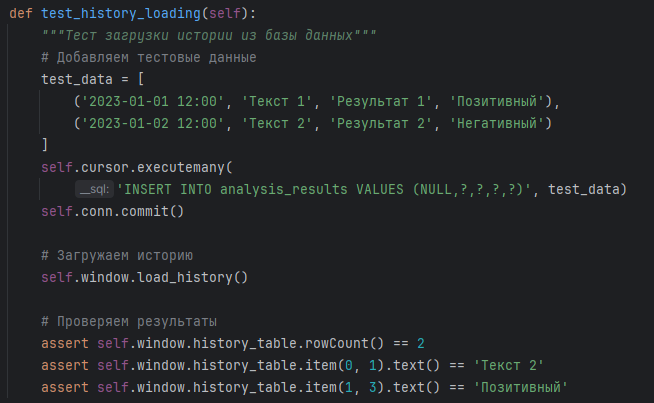 def test_history_loading(self):
    """Тест загрузки истории из базы данных"""
    # Добавляем тестовые данные
    test_data = [
        ('2023-01-01 12:00', 'Текст 1', 'Результат 1', 'Позитивный'),
        ('2023-01-02 12:00', 'Текст 2', 'Результат 2', 'Негативный')
    ]
    self.cursor.executemany(
        __sql: 'INSERT INTO analysis_results VALUES (NULL,?,?,?,?)', test_data)
    self.conn.commit()

    # Загружаем историю
    self.window.load_history()

    # Проверяем результаты
    assert self.window.history_table.rowCount() == 2
    assert self.window.history_table.item(0, 1).text() == 'Текст 2'
    assert self.window.history_table.item(1, 3).text() == 'Позитивный'